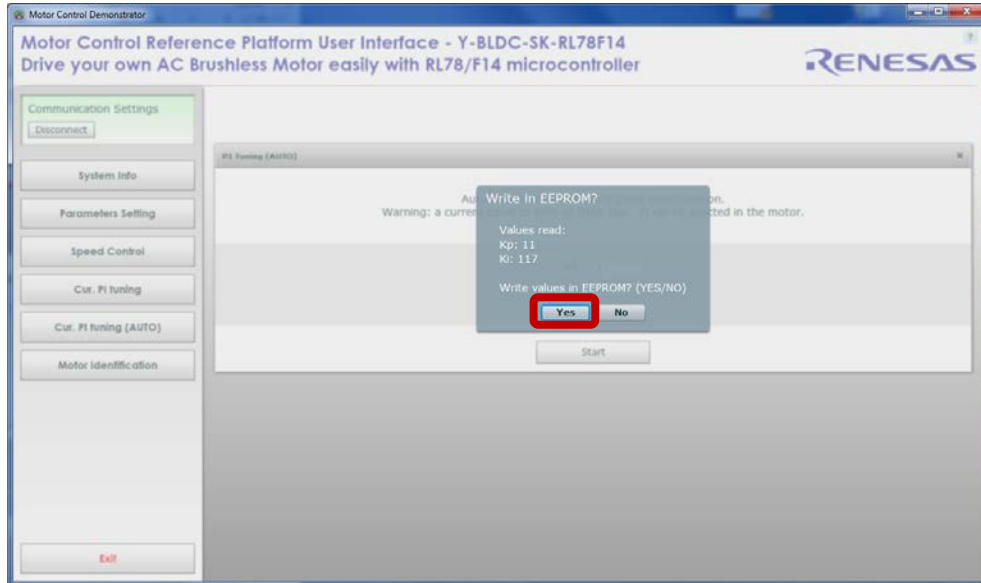 Motor Control Demonstrator
Motor Control Reference Platform User Interface - Y-BLDC-SK-RL78F14
Drive your own AC Brushless Motor easily with RL78/F14 microcontroller
RENESAS
?
Communication Settings
Disconnect
System Info
Parameters Setting
Speed Control
Cur. PI tuning
Cur. PI tuning (AUTO)
Motor Identification
Exit
PI Tuning (AUTO)
Warning: a curre
cted in the motor.
Write in EEPROM?
Values read:
Kp: 11
Ki: 117
Write values in EEPROM? (YES/NO)
Yes No
Start